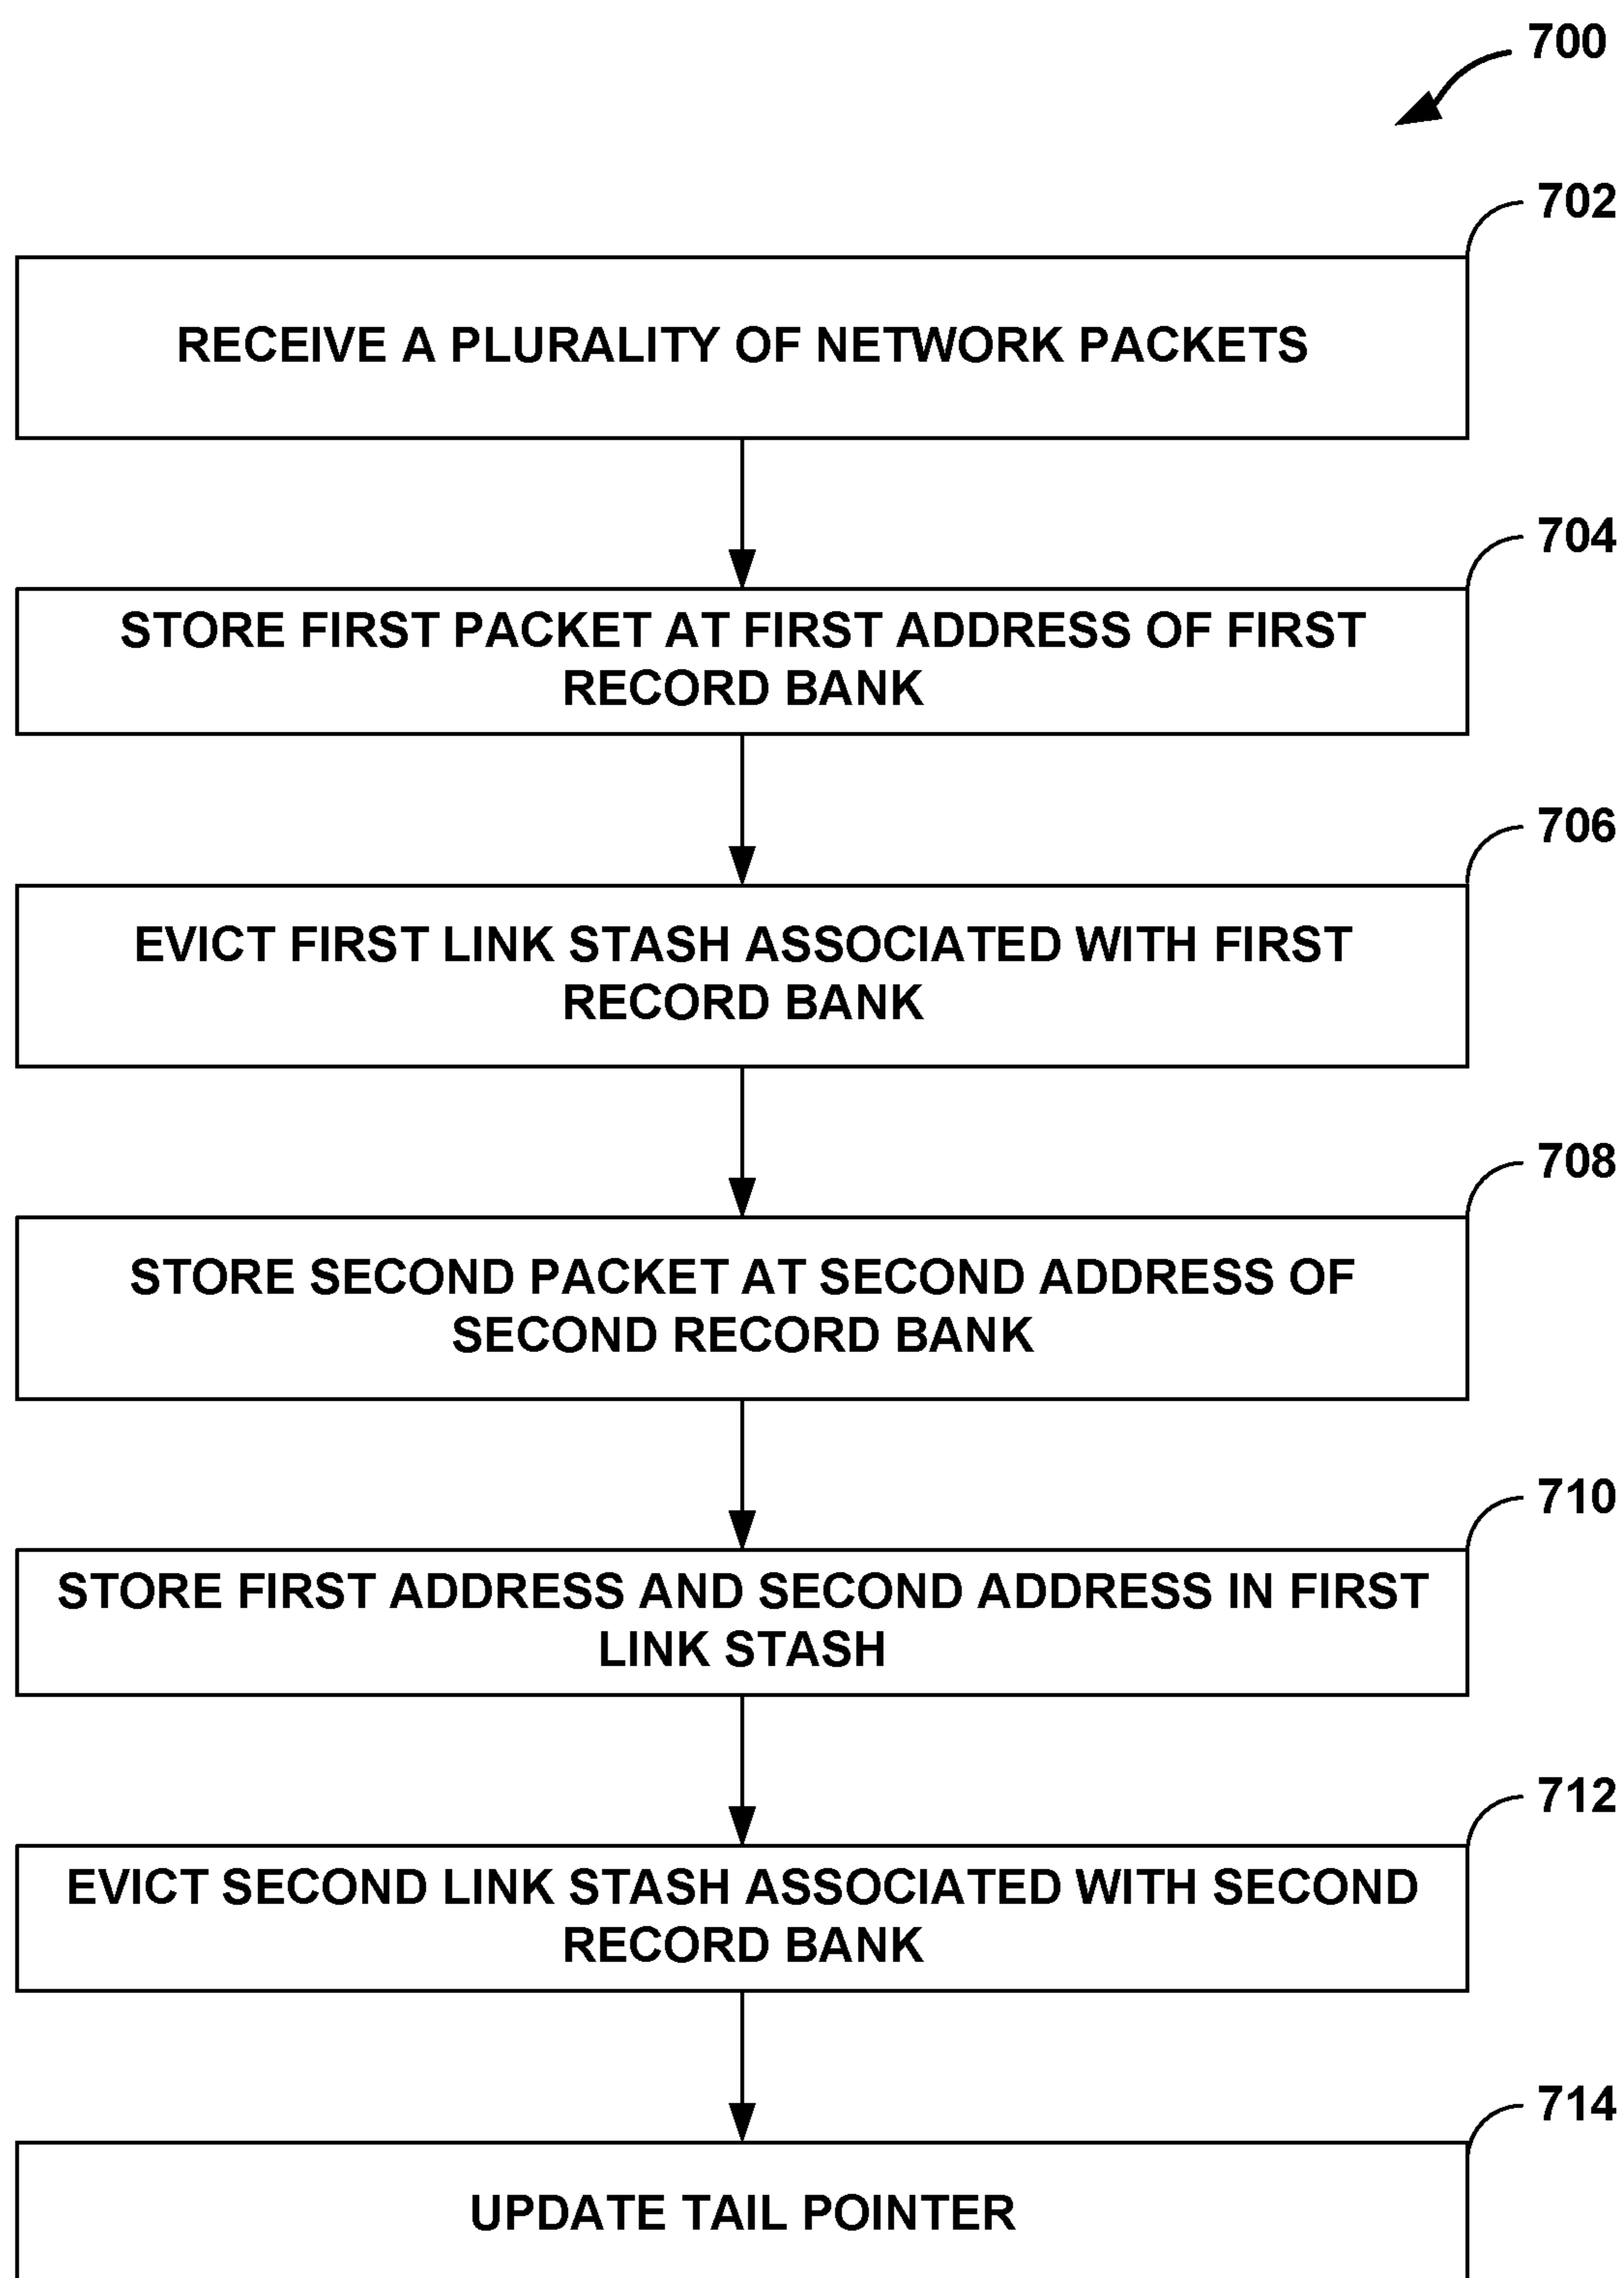 700
702
RECEIVE A PLURALITY OF NETWORK PACKETS
704
STORE FIRST PACKET AT FIRST ADDRESS OF FIRST
RECORD BANK
706
EVICT FIRST LINK STASH ASSOCIATED WITH FIRST
RECORD BANK
708
STORE SECOND PACKET AT SECOND ADDRESS OF
SECOND RECORD BANK
710
STORE FIRST ADDRESS AND SECOND ADDRESS IN FIRST
LINK STASH
712
EVICT SECOND LINK STASH ASSOCIATED WITH SECOND
RECORD BANK
714
UPDATE TAIL POINTER